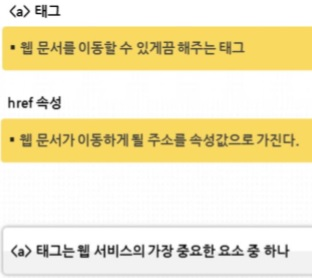 <a> 태그
▪ 웹 문서를 이동할 수 있게끔 해주는 태그
href 속성
▪ 웹 문서가 이동하게 될 주소를 속성값으로 가진다.
<a> 태그는 웹 서비스의 가장 중요한 요소 중 하나